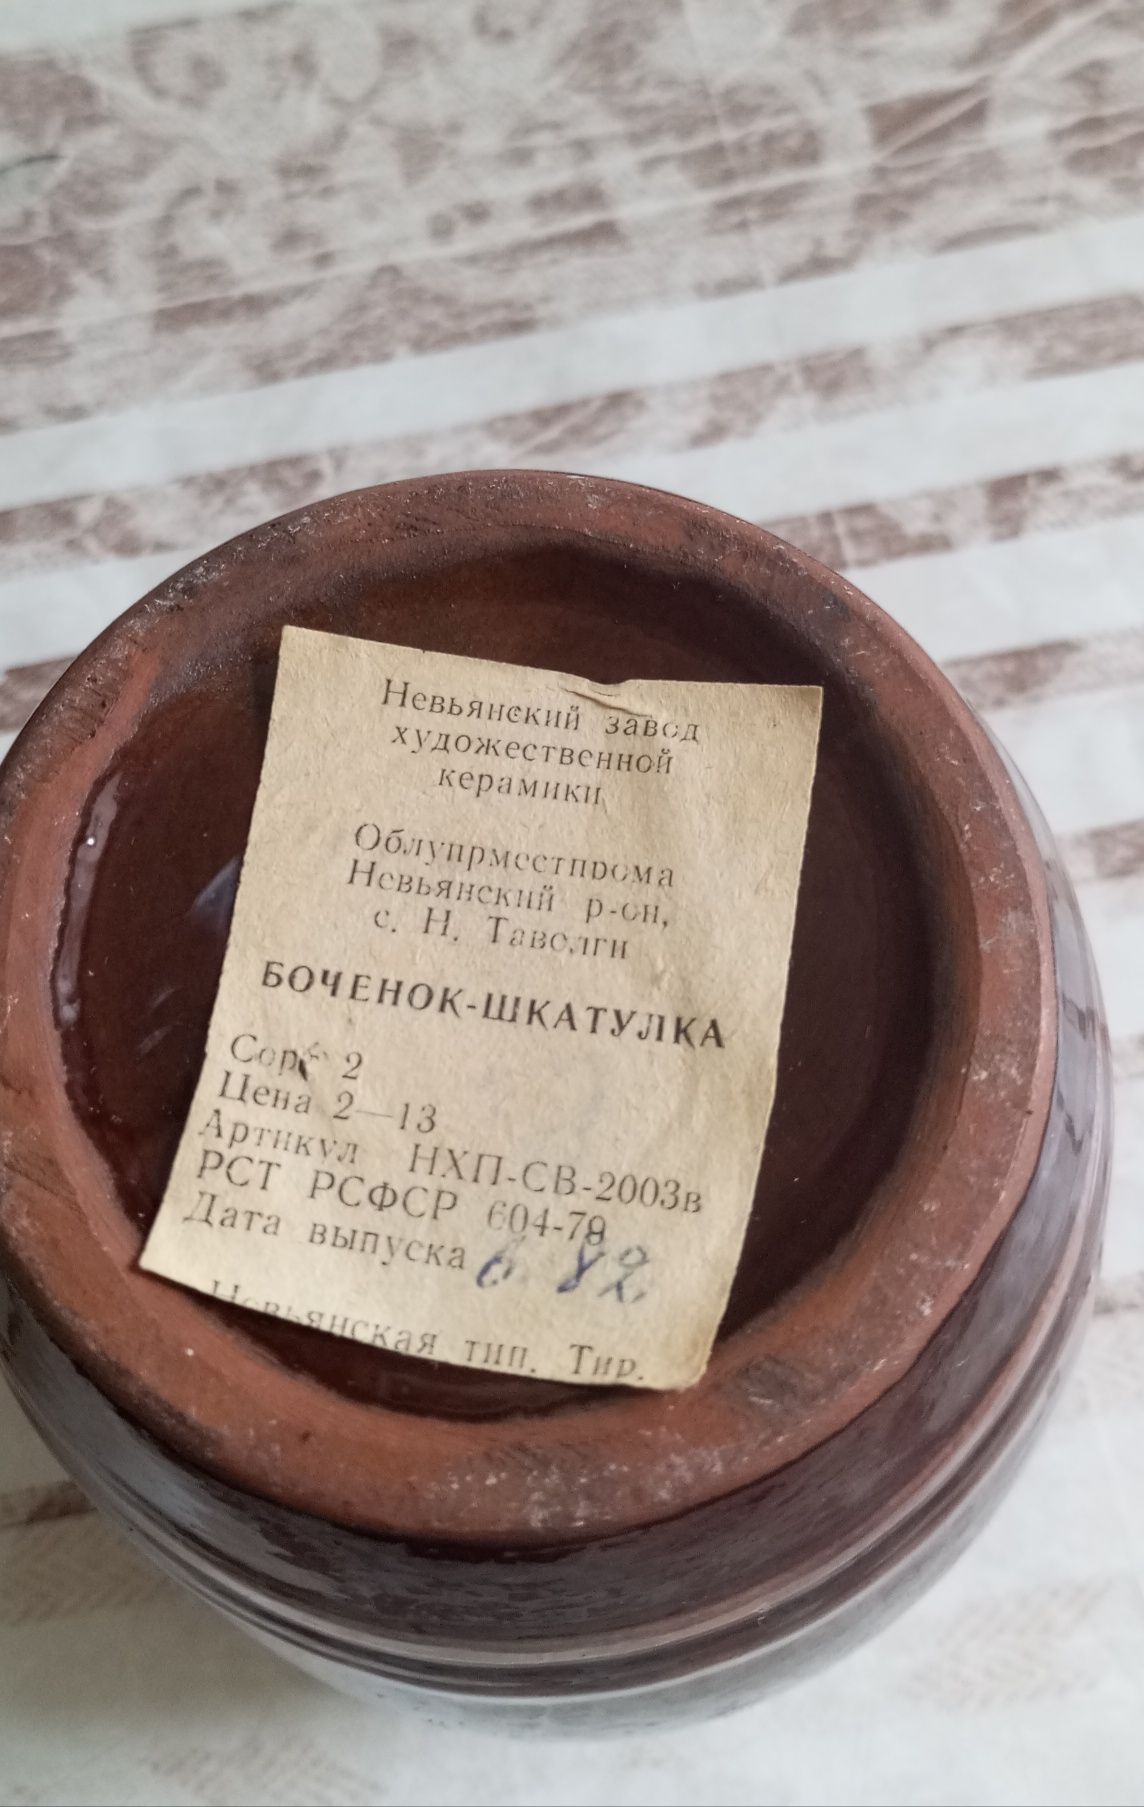 Невьянский завод
художественной
керамики
Облупрместпрома
Невьянский р-он,
с. Н. Таволги
БОЧЕНОК-ШКАТУЛКА
Сорт 2
Цена 2—13
Артикул НХП-СВ-2003в
РСТ РСФСР 604-79
Дата выпуска 6 82
Невьянская тип. Тир.